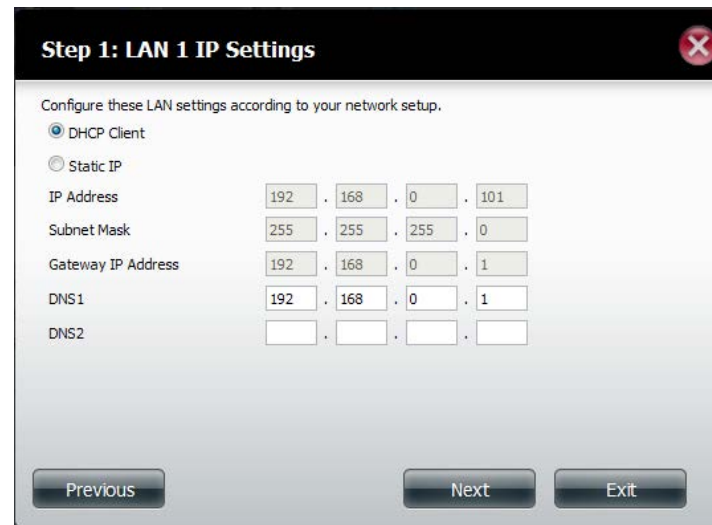 Step 1: LAN 1 IP Settings
Configure these LAN settings according to your network setup.
DHCP Client
Static IP
IP Address 192 . 168 . 0 . 101
Subnet Mask 255 . 255 . 255 . 0
Gateway IP Address 192 . 168 . 0 . 1
DNS1 192 . 168 . 0 . 1
DNS2 . . .
Previous Next Exit